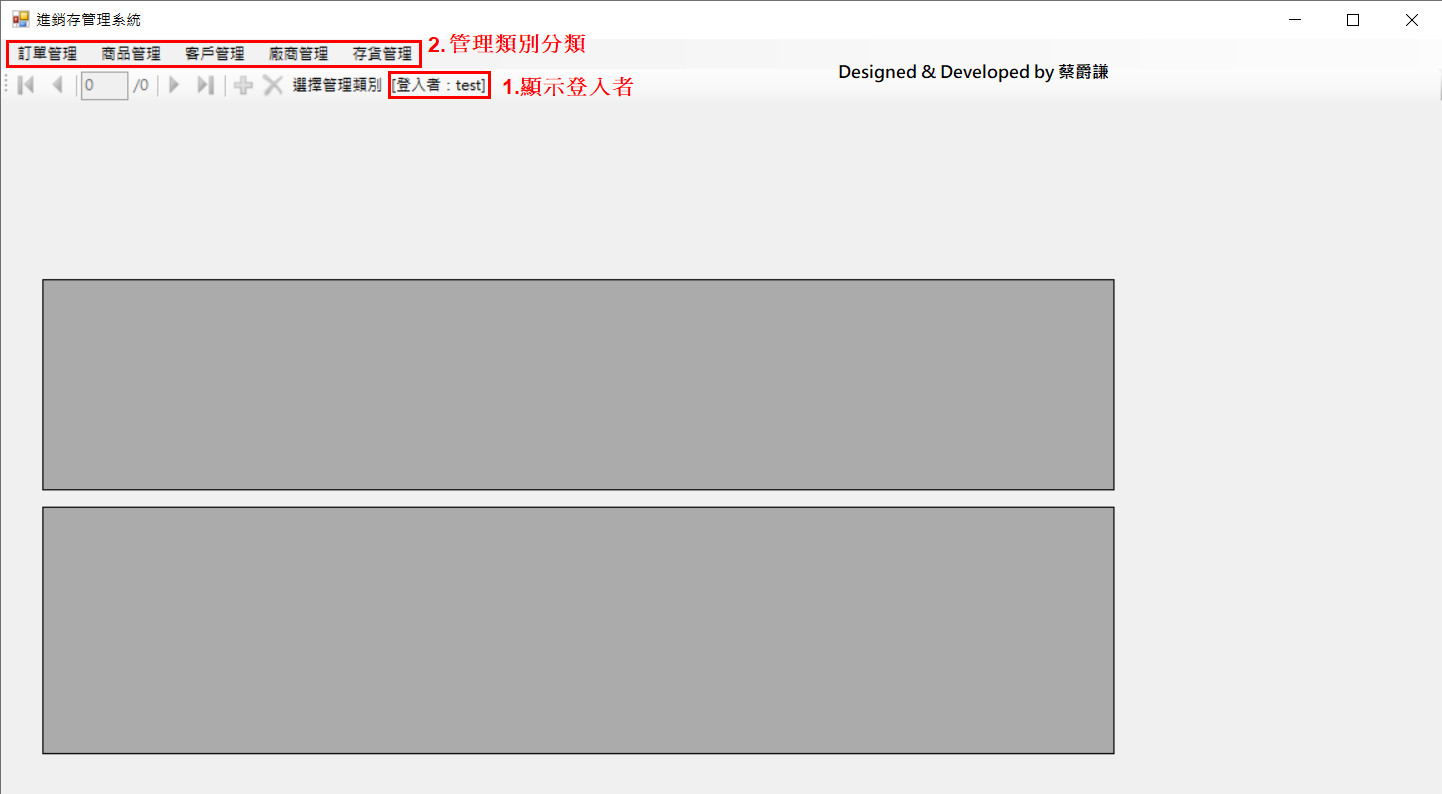 進銷存管理系統
訂單管理 商品管理 客戶管理 廠商管理 存貨管理 2.管理類別分類
Designed & Developed by 蔡爵謙
0 /0 選擇管理類別 [登入者：test] 1.顯示登入者